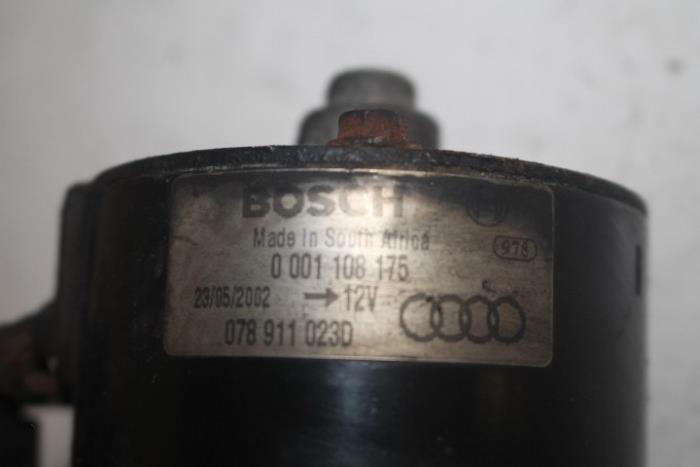 BOSCH
Made in South Africa
978
0 001 108 175
23/05/2002 → 12V
078 911 023D